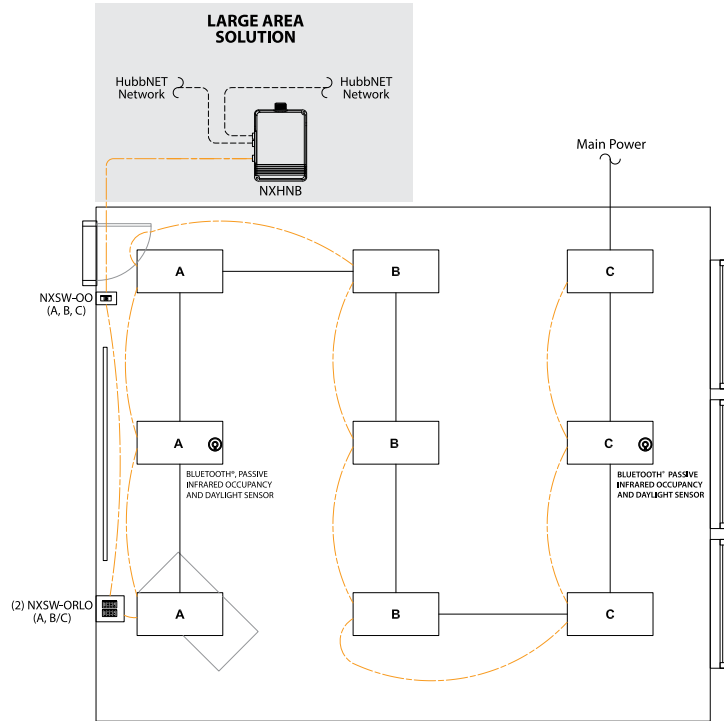 LARGE AREA
SOLUTION
HubbNET
Network
HubbNET
Network
NXHNB
Main Power
A
B
C
NXSW-OO
(A, B, C)
A
B
C
BLUETOOTH®, PASSIVE
INFRARED OCCUPANCY
AND DAYLIGHT SENSOR
BLUETOOTH® PASSIVE
INFRARED OCCUPANCY
AND DAYLIGHT SENSOR
(2) NXSW-ORLO
(A, B/C)
A
B
C